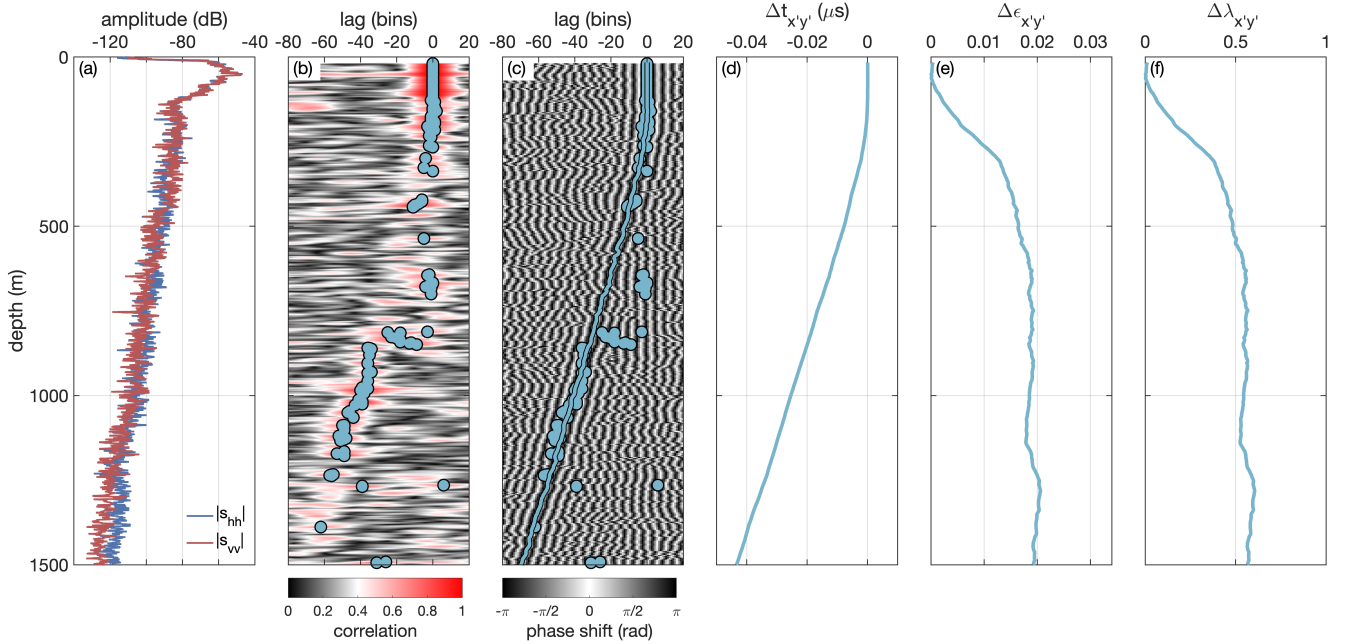 amplitude (dB)
-120 -80 -40
(a)
0
500
1000
1500
depth (m)
|s_hh|
|s_vv|
lag (bins)
-80 -60 -40 -20 0 20
(b)
0 0.2 0.4 0.6 0.8 1
correlation
lag (bins)
-80 -60 -40 -20 0 20
(c)
-π -π/2 0 π/2 π
phase shift (rad)
Δt_x'y' (μs)
-0.04 -0.02 0
(d)
Δϵ_x'y'
0 0.01 0.02 0.03
(e)
Δλ_x'y'
0 0.5 1
(f)